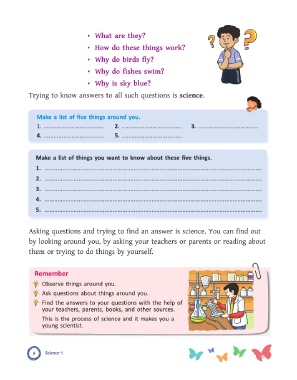 • What are they?
• How do these things work?
• Why do birds fly?
• Why do fishes swim?
• Why is sky blue?
Trying to know answers to all such questions is science.
Make a list of five things around you.
1. .............................. 2. .............................. 3. ..............................
4. .............................. 5. ..............................
Make a list of things you want to know about these five things.
1. ..............................
2. ..............................
3. ..............................
4. ..............................
5. ..............................
Asking questions and trying to find an answer is science. You can find out
by looking around you, by asking your teachers or parents or reading about
them or trying to do things by yourself.
Remember
Observe things around you.
Ask questions about things around you.
Find the answers to your questions with the help of
your teachers, parents, books, and other sources.
This is the process of science and it makes you a
young scientist.